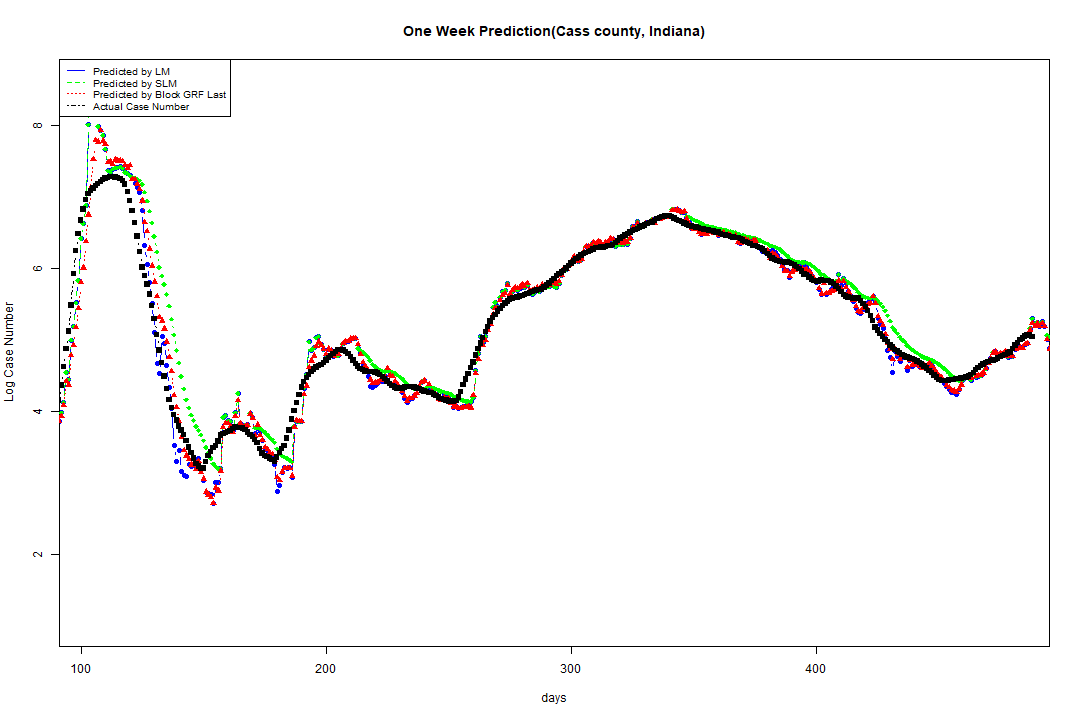 One Week Prediction(Cass county, Indiana)
Predicted by LM
Predicted by SLM
Predicted by Block GRF Last
Actual Case Number
8
6
4
2
Log Case Number
100 200 300 400
days